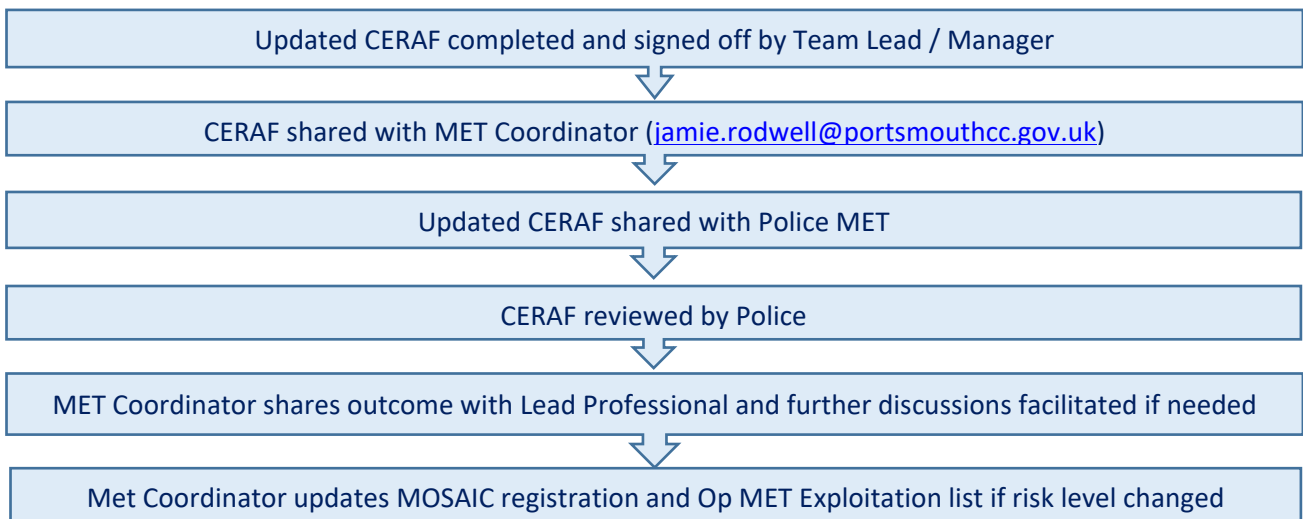 Updated CERAF completed and signed off by Team Lead / Manager
CERAF shared with MET Coordinator (jamie.rodwell@portsmouthcc.gov.uk)
Updated CERAF shared with Police MET
CERAF reviewed by Police
MET Coordinator shares outcome with Lead Professional and further discussions facilitated if needed
Met Coordinator updates MOSAIC registration and Op MET Exploitation list if risk level changed